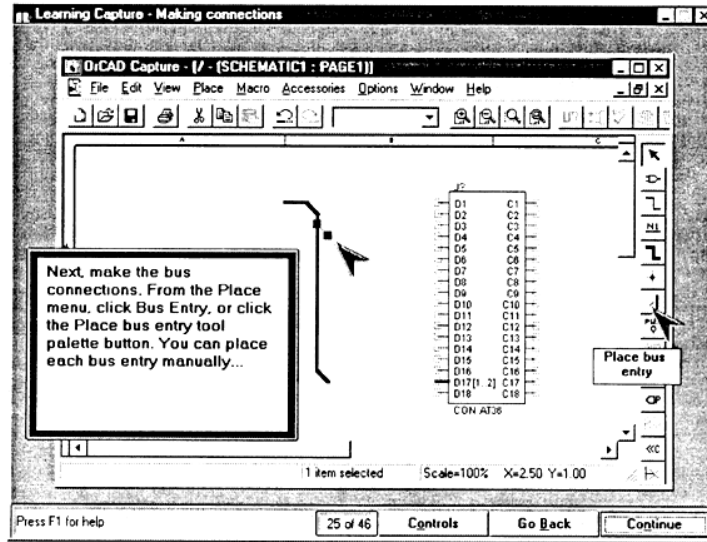 Learning Capture - Making connections
OrCAD Capture - [/ - (SCHEMATIC1 : PAGE1)]
File Edit View Place Macro Accessories Options Window Help
A B C
J?
D1 C1
D2 C2
D3 C3
D4 C4
D5 C5
D6 C6
D7 C7
D8 C8
D9 C9
D10 C10
D11 C11
D12 C12
D13 C13
D14 C14
D15 C15
D16 C16
D17[1..2] C17
D18 C18
CON AT36
N1
Next, make the bus
connections. From the Place
menu, click Bus Entry, or click
the Place bus entry tool
palette button. You can place
each bus entry manually...
Place bus
entry
1 item selected Scale=100% X=2.50 Y=1.00
Press F1 for help 25 of 46 Controls Go Back Continue